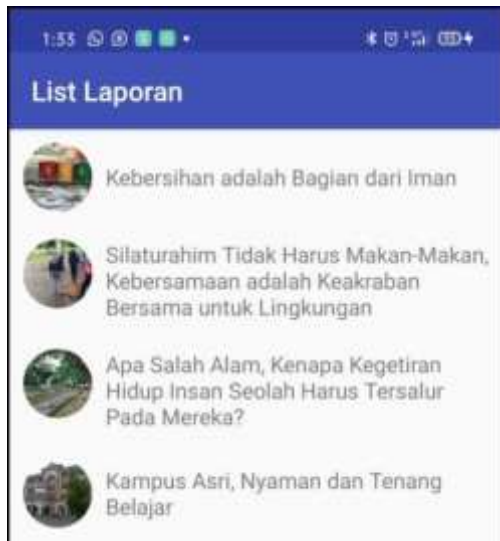 1:33
List Laporan
Kebersihan adalah Bagian dari Iman
Silaturahim Tidak Harus Makan-Makan,
Kebersamaan adalah Keakraban
Bersama untuk Lingkungan
Apa Salah Alam, Kenapa Kegetiran
Hidup Insan Seolah Harus Tersalur
Pada Mereka?
Kampus Asri, Nyaman dan Tenang
Belajar